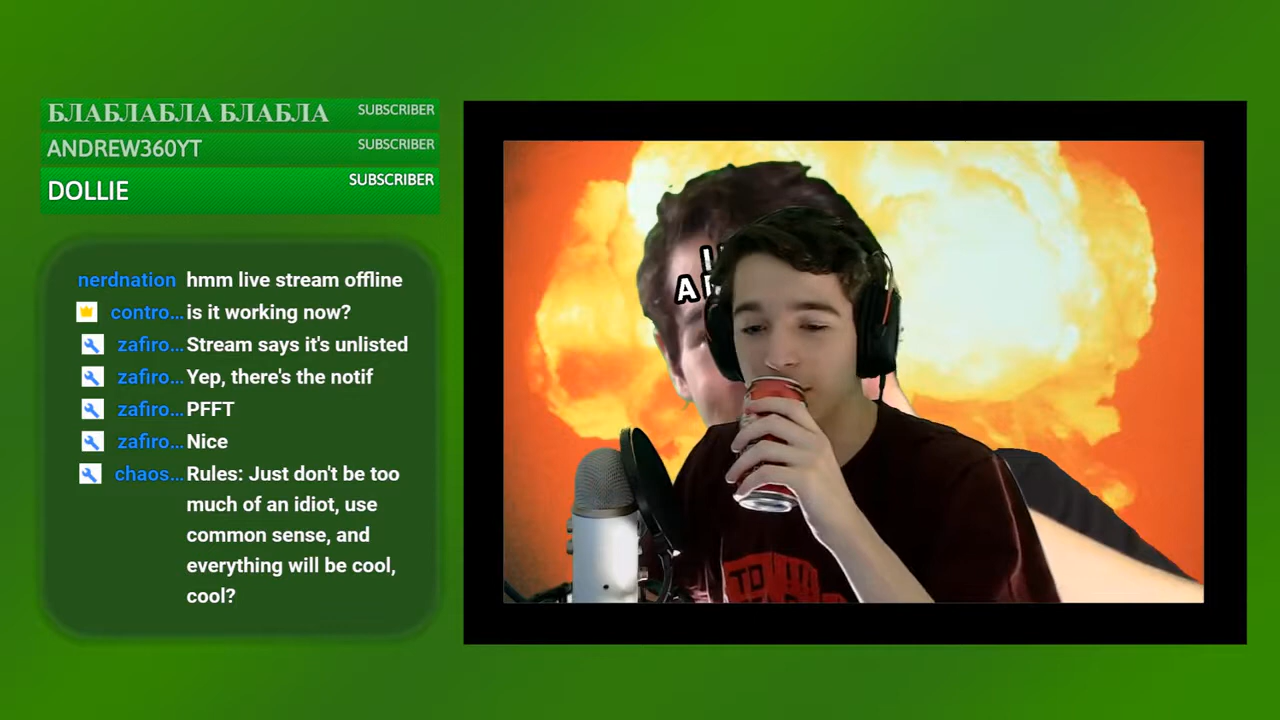 БЛАБЛАБЛА БЛАБЛА SUBSCRIBER
ANDREW360YT SUBSCRIBER
DOLLIE SUBSCRIBER
nerdnation hmm live stream offline
contro... is it working now?
zafiro... Stream says it's unlisted
zafiro... Yep, there's the notif
zafiro... PFFT
zafiro... Nice
chaos... Rules: Just don't be too
much of an idiot, use
common sense, and
everything will be cool,
cool?
A
TO